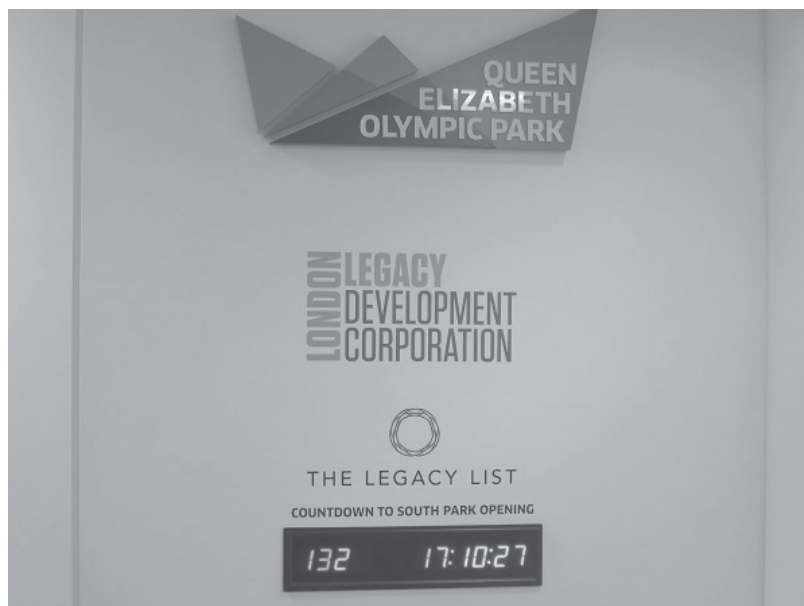 QUEEN
ELIZABETH
OLYMPIC PARK
LONDON
LEGACY
DEVELOPMENT
CORPORATION
THE LEGACY LIST
COUNTDOWN TO SOUTH PARK OPENING
132 17:10:27